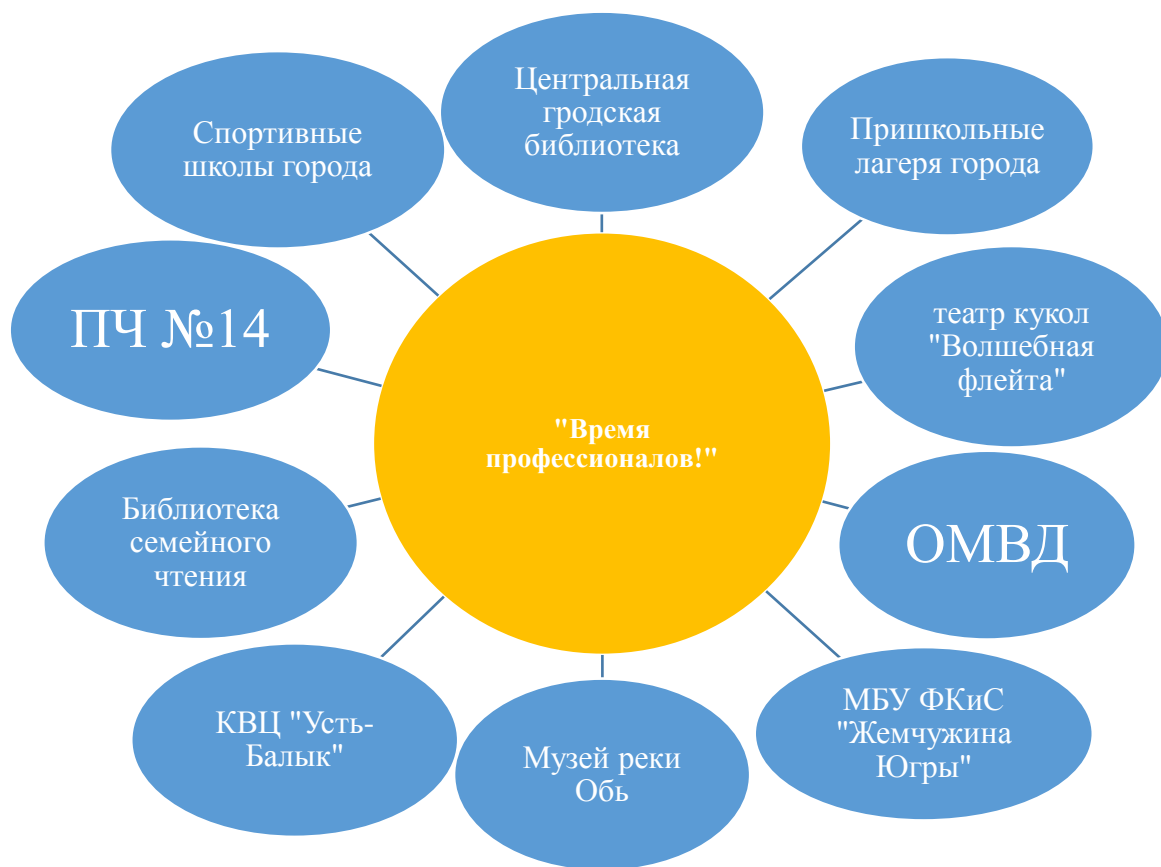 Центральная
гродская
библиотека
Пришкольные
лагеря города
театр кукол
"Волшебная
флейта"
ОМВД
МБУ ФКиС
"Жемчужина
Югры"
Музей реки
Обь
КВЦ "Усть-
Балык"
Библиотека
семейного
чтения
ПЧ №14
Спортивные
школы города
"Время
профессионалов!"